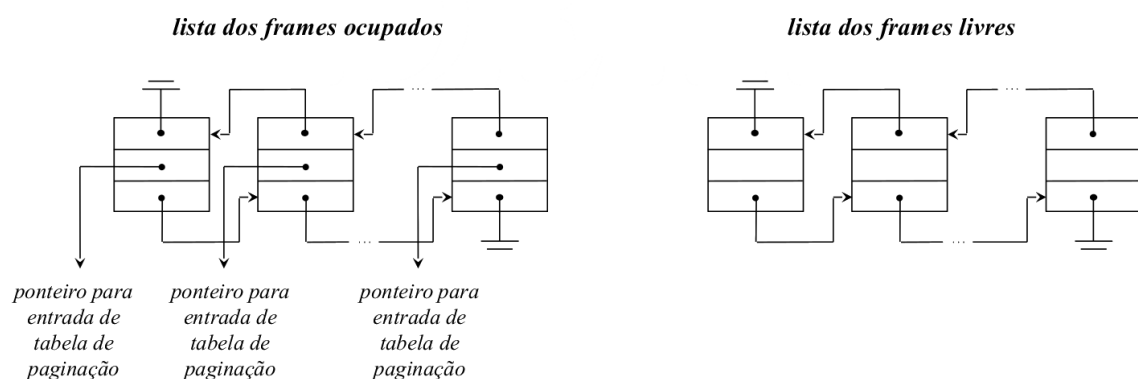 lista dos frames ocupados
lista dos frames livres
...
...
...
...
ponteiro para
entrada de
tabela de
paginação
ponteiro para
entrada de
tabela de
paginação
ponteiro para
entrada de
tabela de
paginação